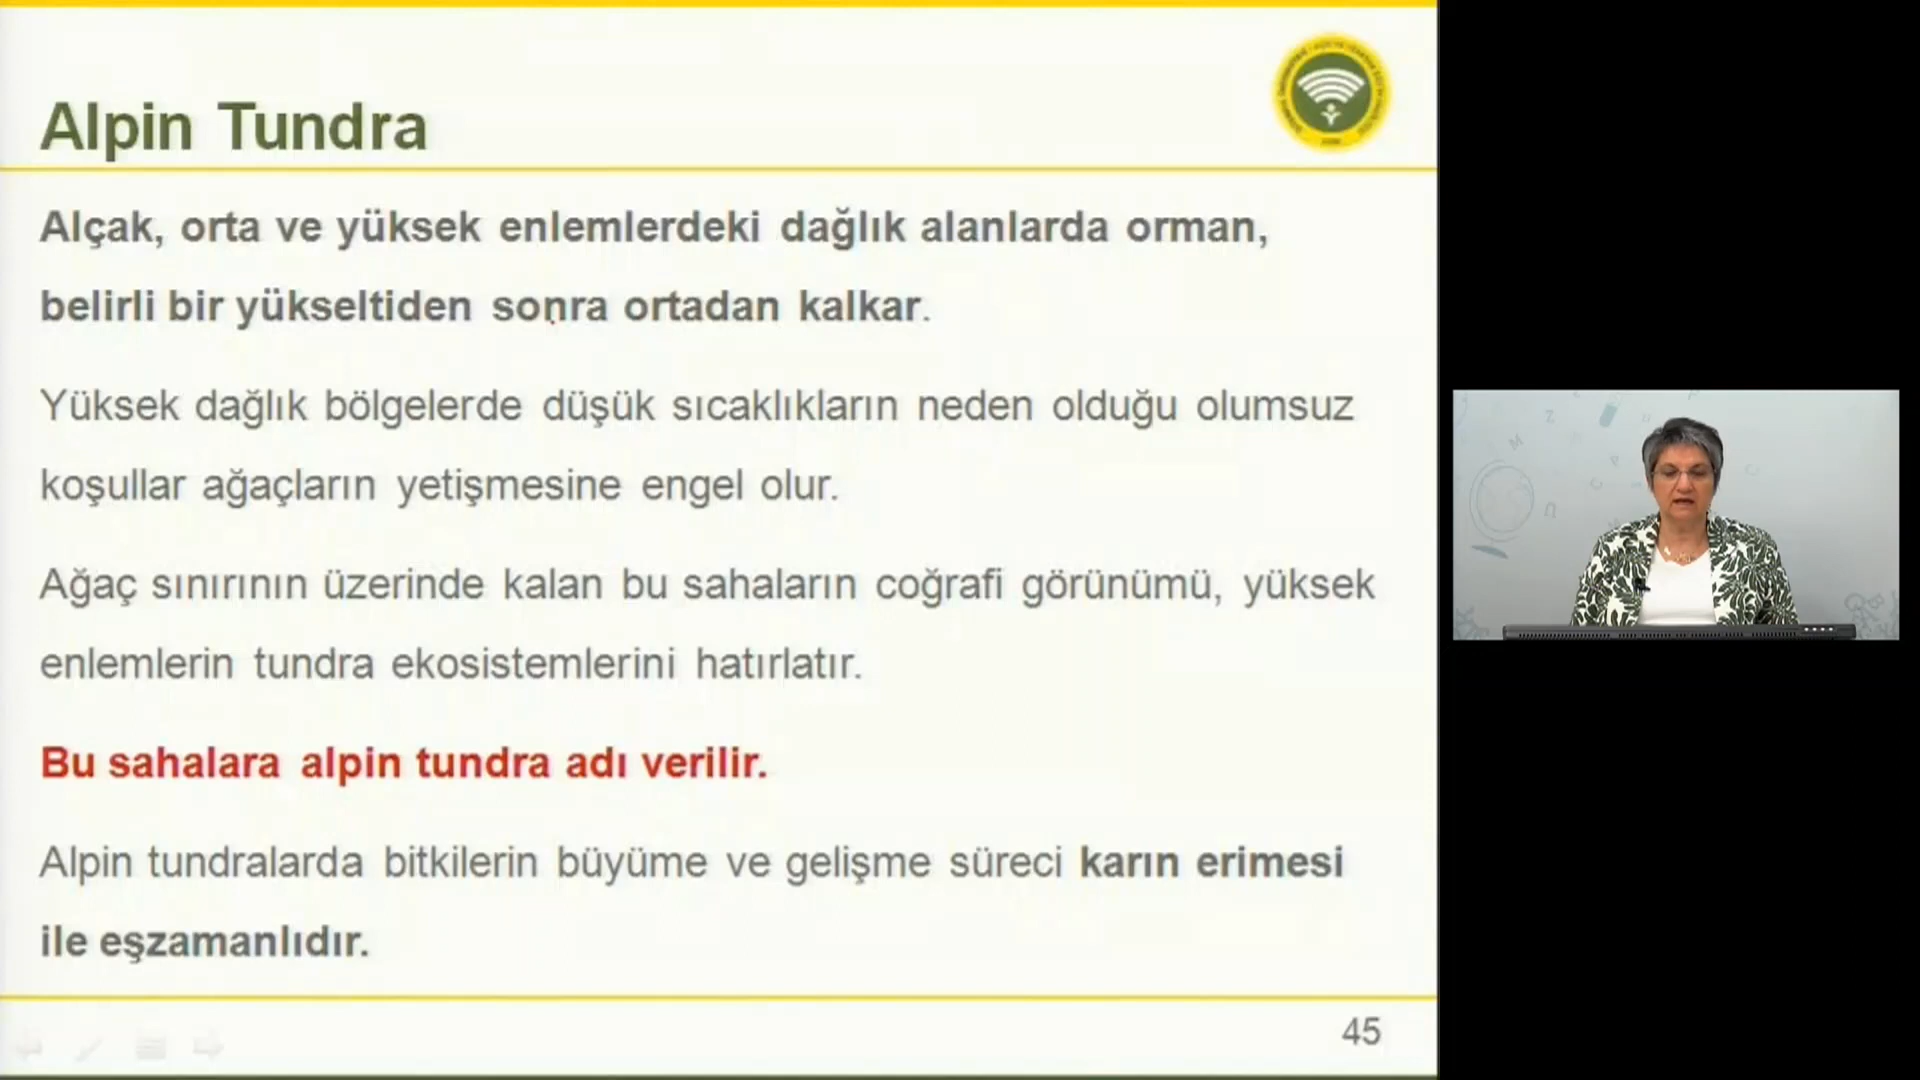 Alpin Tundra
Alçak, orta ve yüksek enlemlerdeki dağlık alanlarda orman,
belirli bir yükseltiden sonra ortadan kalkar.
Yüksek dağlık bölgelerde düşük sıcaklıkların neden olduğu olumsuz
koşullar ağaçların yetişmesine engel olur.
Ağaç sınırının üzerinde kalan bu sahaların coğrafi görünümü, yüksek
enlemlerin tundra ekosistemlerini hatırlatır.
Bu sahalara alpin tundra adı verilir.
Alpin tundralarda bitkilerin büyüme ve gelişme süreci karın erimesi
ile eşzamanlıdır.
45